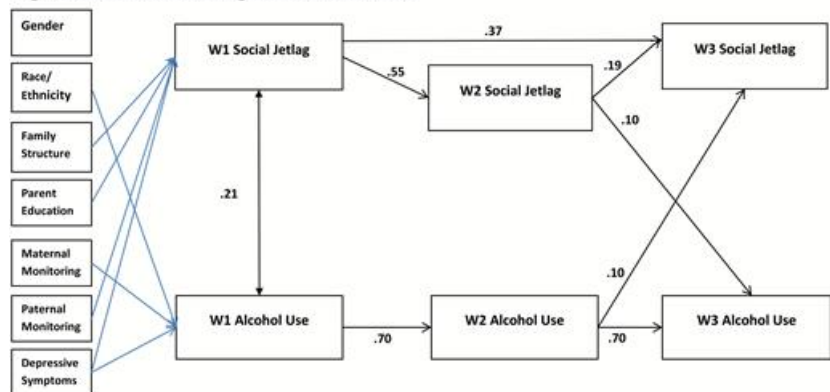 Gender
Race/
Ethnicity
Family
Structure
Parent
Education
Maternal
Monitoring
Paternal
Monitoring
Depressive
Symptoms
W1 Social Jetlag
W2 Social Jetlag
W3 Social Jetlag
.37
.55
.19
.10
.21
.10
W1 Alcohol Use
W2 Alcohol Use
W3 Alcohol Use
.70
.70